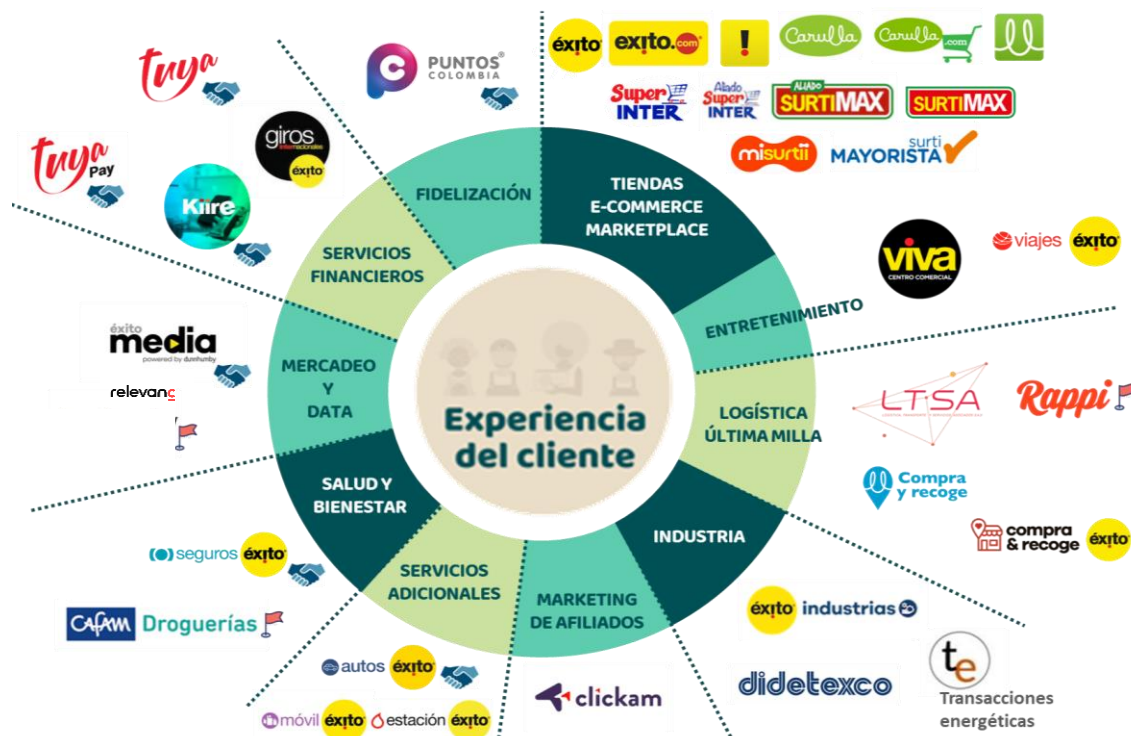 tuya
PUNTOS®
COLOMBIA
éxito
exito.com
!
Carulla
Carulla
.com
Super
INTER
Aliado
Super
INTER
ALIADO
SURTIMAX
SURTIMAX
misurtii
surti
MAYORISTA
tuya
Pay
giros
internacionales
éxito
Kiire
FIDELIZACIÓN
TIENDAS
E-COMMERCE
MARKETPLACE
SERVICIOS
FINANCIEROS
viva
CENTRO COMERCIAL
viajes éxito
ENTRETENIMIENTO
éxito
media
powered by dunnhumby
relevanc
MERCADEO
Y
DATA
Experiencia
del cliente
LOGÍSTICA
ÚLTIMA MILLA
LTSA
Rappi
Compra
y recoge
compra
& recoge
éxito
SALUD Y
BIENESTAR
INDUSTRIA
seguros éxito
CAFAM Droguerías
SERVICIOS
ADICIONALES
MARKETING
DE AFILIADOS
éxito industrias
autos éxito
móvil éxito
estación éxito
clickam
didetexco
te
Transacciones
energéticas